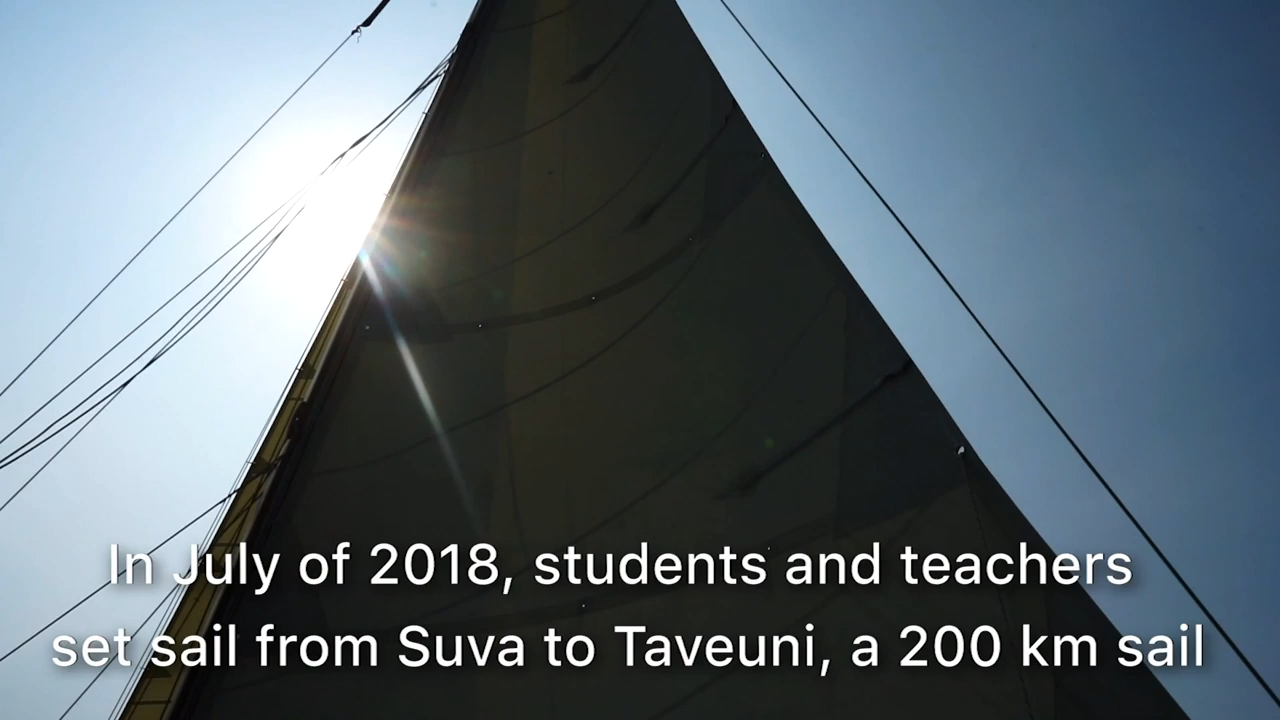 In July of 2018, students and teachers
set sail from Suva to Taveuni, a 200 km sail